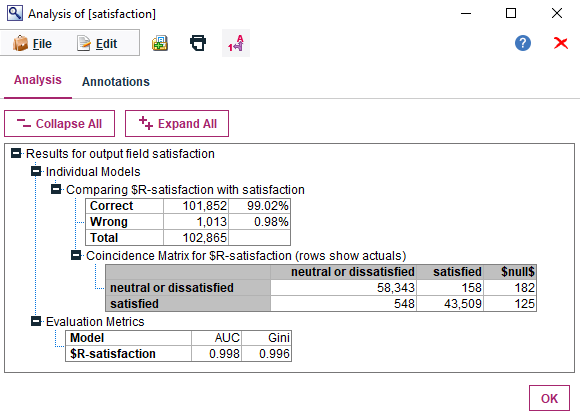 Analysis of [satisfaction]
File Edit
Analysis Annotations
Collapse All Expand All
Results for output field satisfaction
Individual Models
Comparing $R-satisfaction with satisfaction
Correct 101,852 99.02%
Wrong 1,013 0.98%
Total 102,865
Coincidence Matrix for $R-satisfaction (rows show actuals)
neutral or dissatisfied satisfied $null$
neutral or dissatisfied 58,343 158 182
satisfied 548 43,509 125
Evaluation Metrics
Model AUC Gini
$R-satisfaction 0.998 0.996
OK